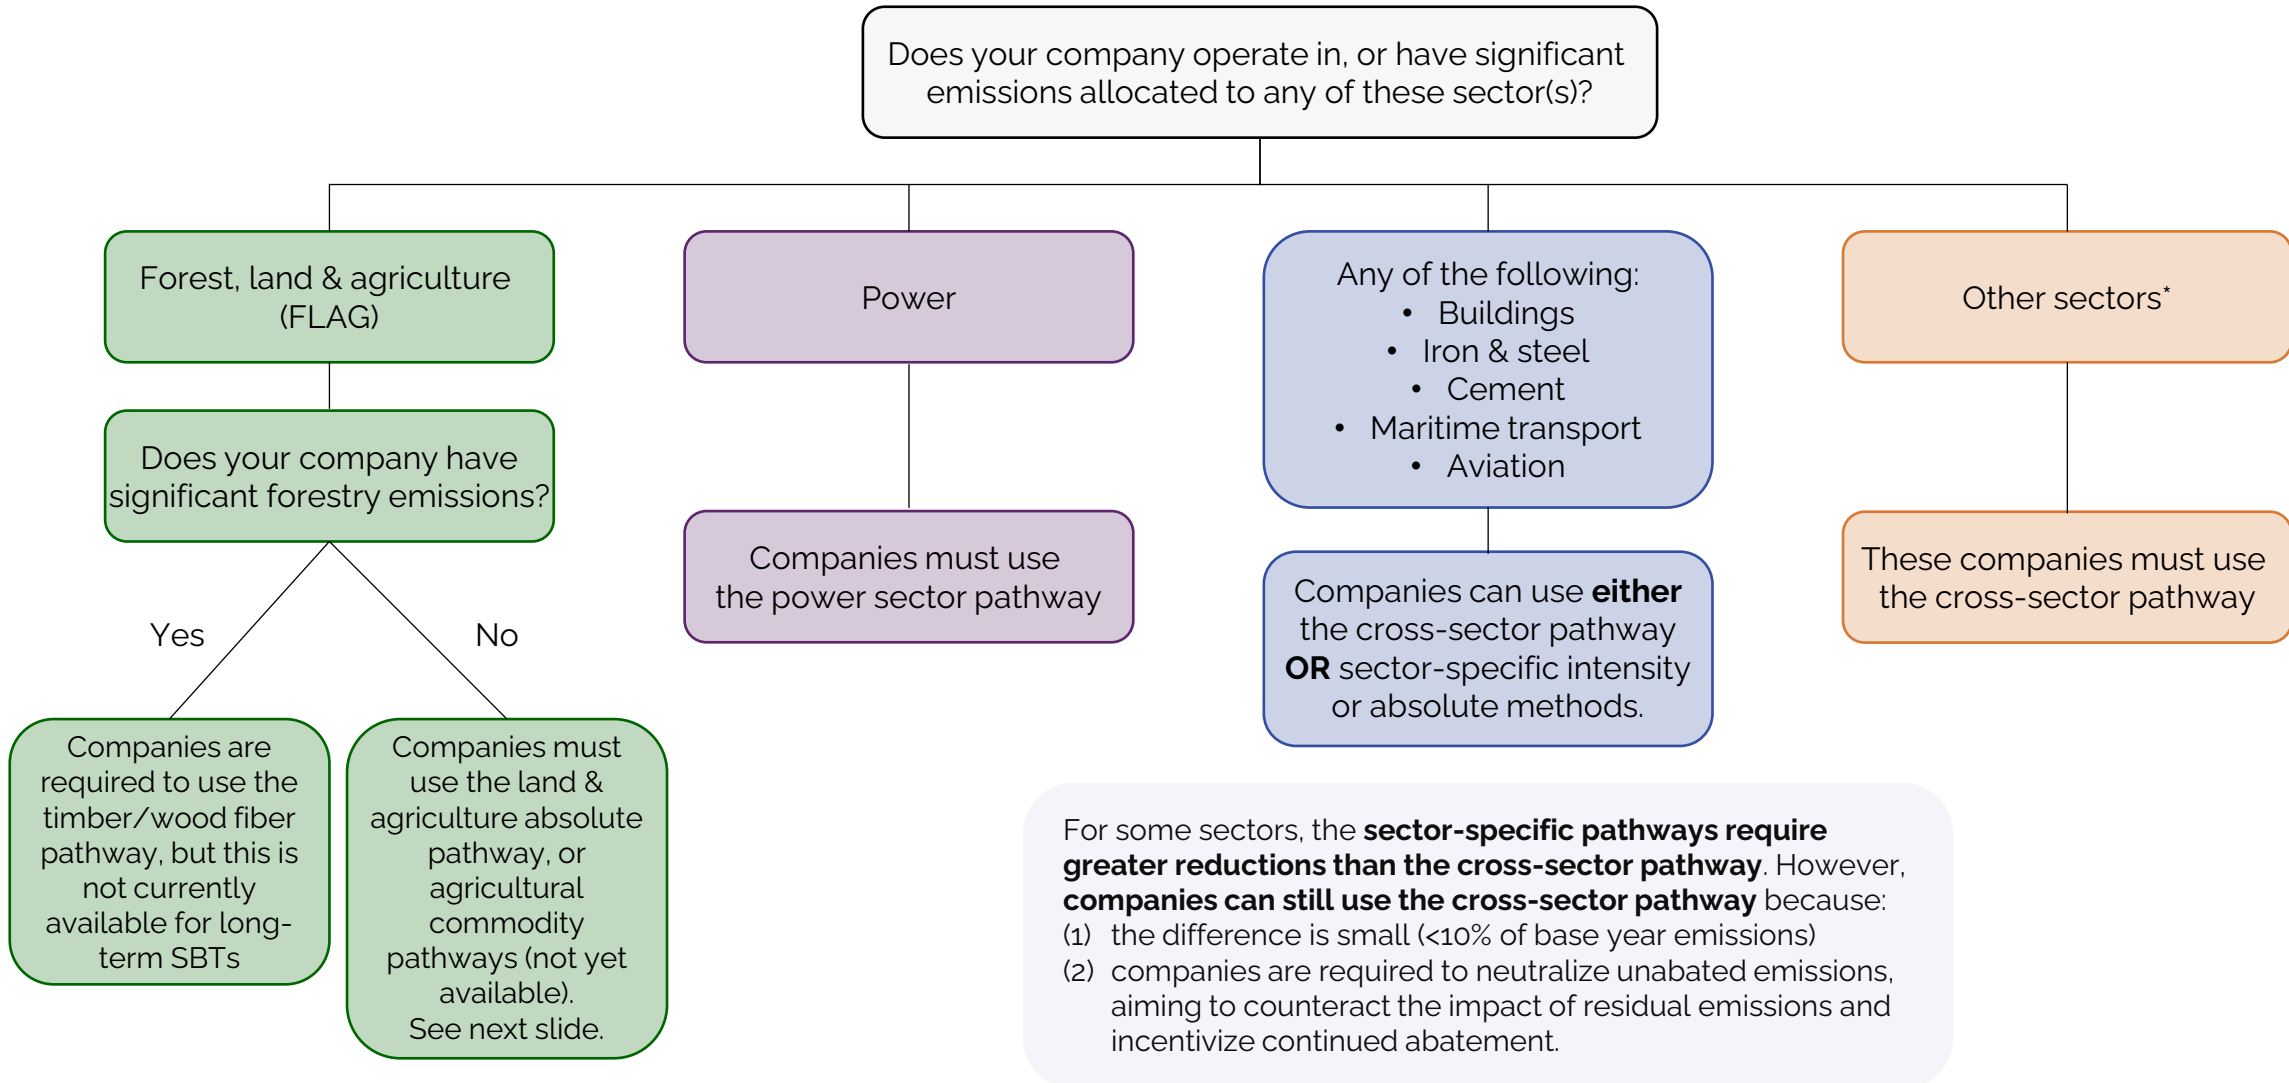 Does your company operate in, or have significant
emissions allocated to any of these sector(s)?
Forest, land & agriculture
(FLAG)
Power
Any of the following:
• Buildings
• Iron & steel
• Cement
• Maritime transport
• Aviation
Other sectors*
Does your company have
significant forestry emissions?
Companies must use
the power sector pathway
Companies can use either
the cross-sector pathway
OR sector-specific intensity
or absolute methods.
These companies must use
the cross-sector pathway
Yes
No
Companies are
required to use the
timber/wood fiber
pathway, but this is
not currently
available for long-
term SBTs
Companies must
use the land &
agriculture absolute
pathway, or
agricultural
commodity
pathways (not yet
available).
See next slide.
For some sectors, the sector-specific pathways require
greater reductions than the cross-sector pathway. However,
companies can still use the cross-sector pathway because:
(1) the difference is small (<10% of base year emissions)
(2) companies are required to neutralize unabated emissions,
aiming to counteract the impact of residual emissions and
incentivize continued abatement.